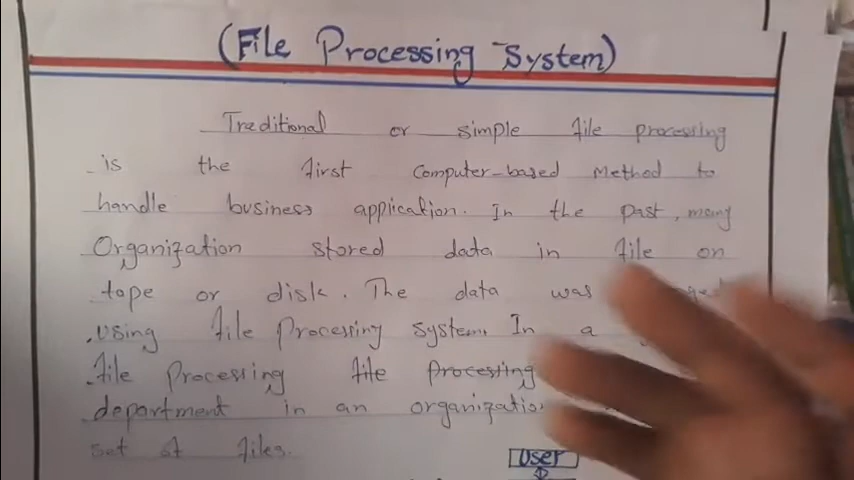 (File Processing System)
Traditional or simple file processing
is the first computer-based Method to
handle business application. In the past, many
Organization stored data in file on
tape or disk. The data was
using file processing system. In a
file processing file processing
department in an organization
set of files.
User